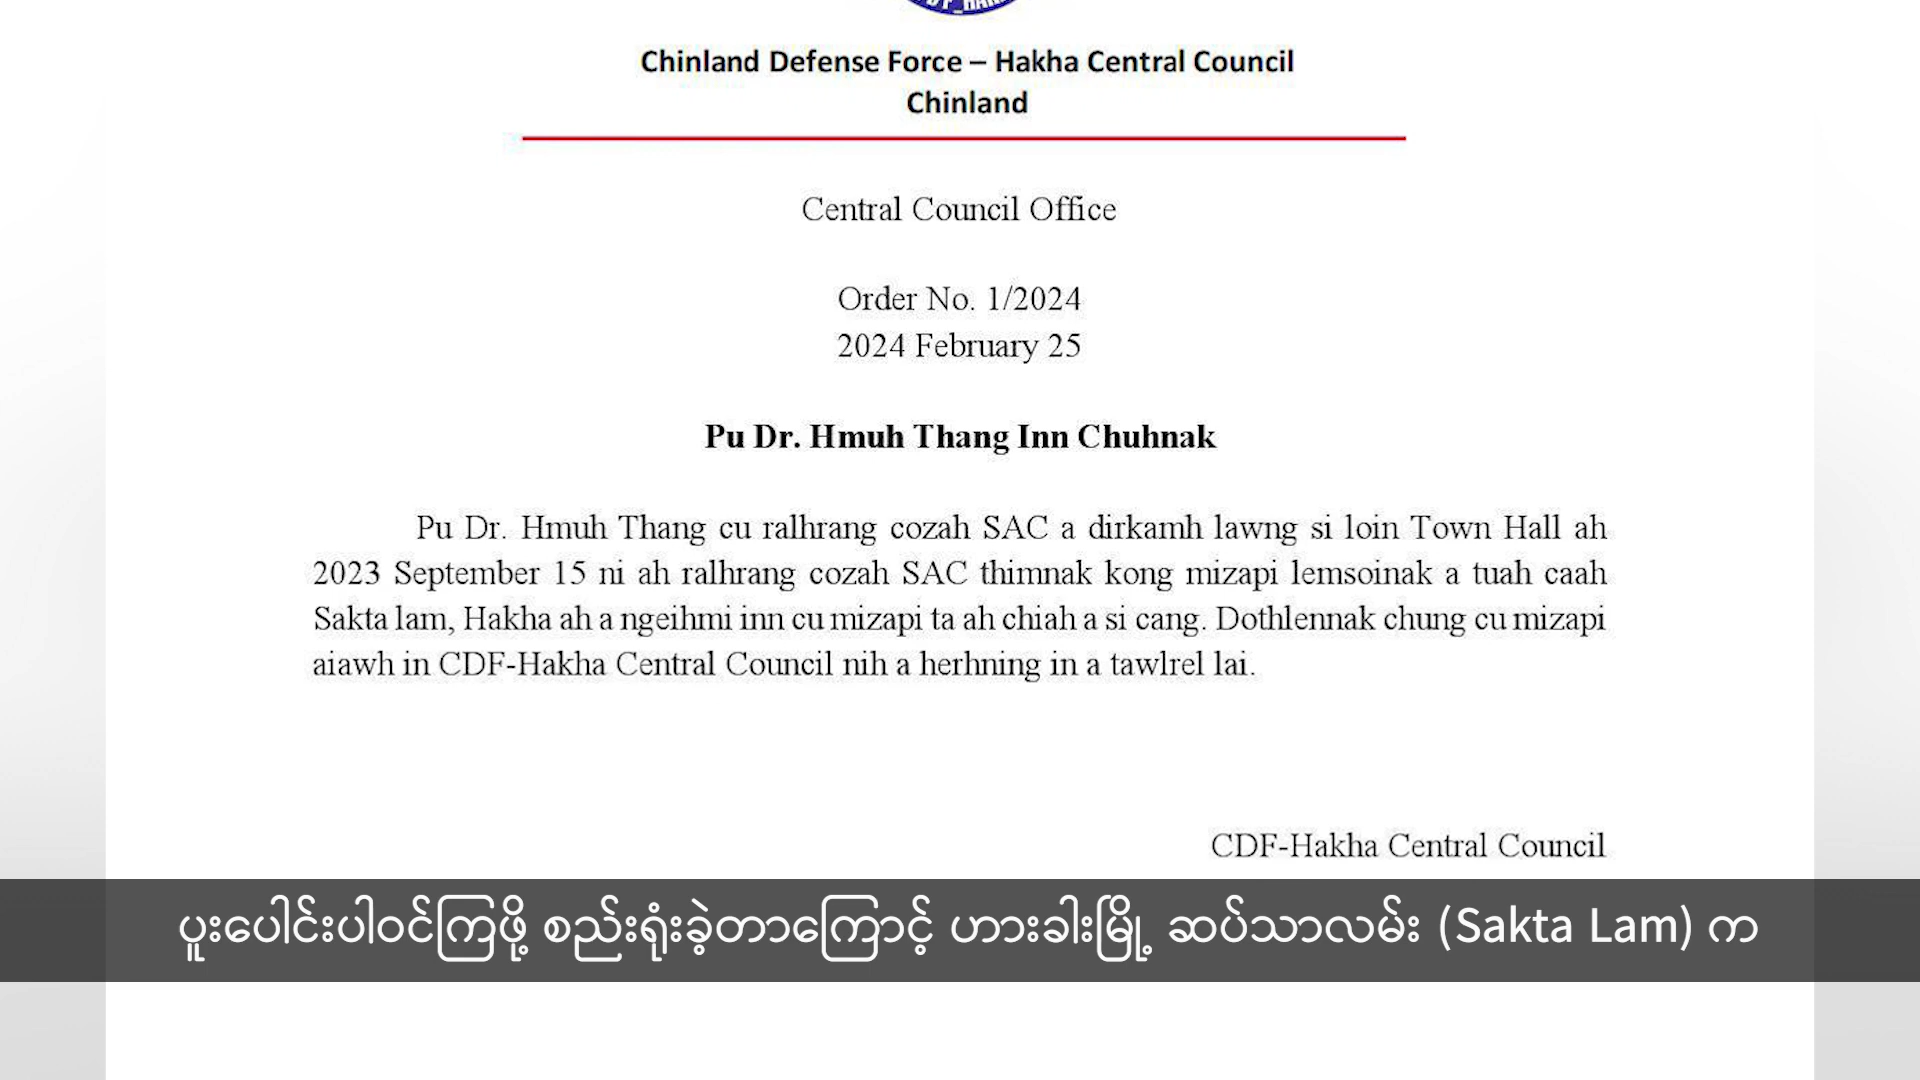 Chinland Defense Force – Hakha Central Council
Chinland
Central Council Office
Order No. 1/2024
2024 February 25
Pu Dr. Hmuh Thang Inn Chuhnak
Pu Dr. Hmuh Thang cu ralhrang cozah SAC a dirkamh lawng si loin Town Hall ah
2023 September 15 ni ah ralhrang cozah SAC thimnak kong mizapi lemsoinak a tuah caah
Sakta lam, Hakha ah a ngeihmi inn cu mizapi ta ah chiah a si cang. Dothlennak chung cu mizapi
aiawh in CDF-Hakha Central Council nih a herhning in a tawlrel lai.
CDF-Hakha Central Council
ပူးပေါင်းပါဝင်ကြဖို့ စည်းရုံးခဲ့တာကြောင့် ဟားခါးမြို့ ဆပ်သာလမ်း (Sakta Lam) က